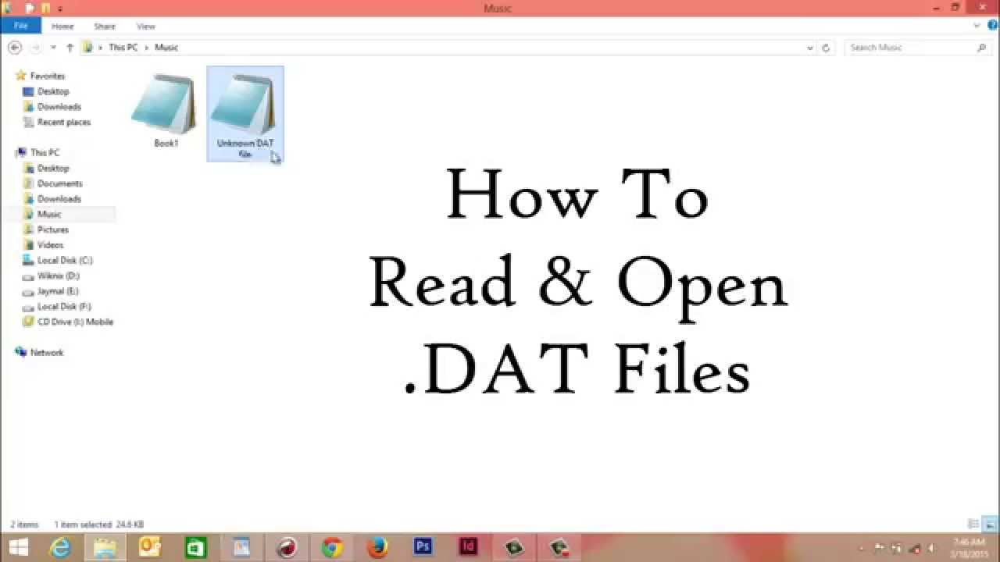 Music
File Home Share View
This PC Music
Search Music
Favorites
Desktop
Downloads
Recent places
This PC
Desktop
Documents
Downloads
Music
Pictures
Videos
Local Disk (C:)
Wiknix (D:)
Jaymal (E:)
Local Disk (F:)
CD Drive (I:) Mobile
Network
Book1
Unknown DAT
file
How To
Read & Open
.DAT Files
2 items 1 item selected 24.6 KB
Ps Id
7:46 AM
3/18/2015